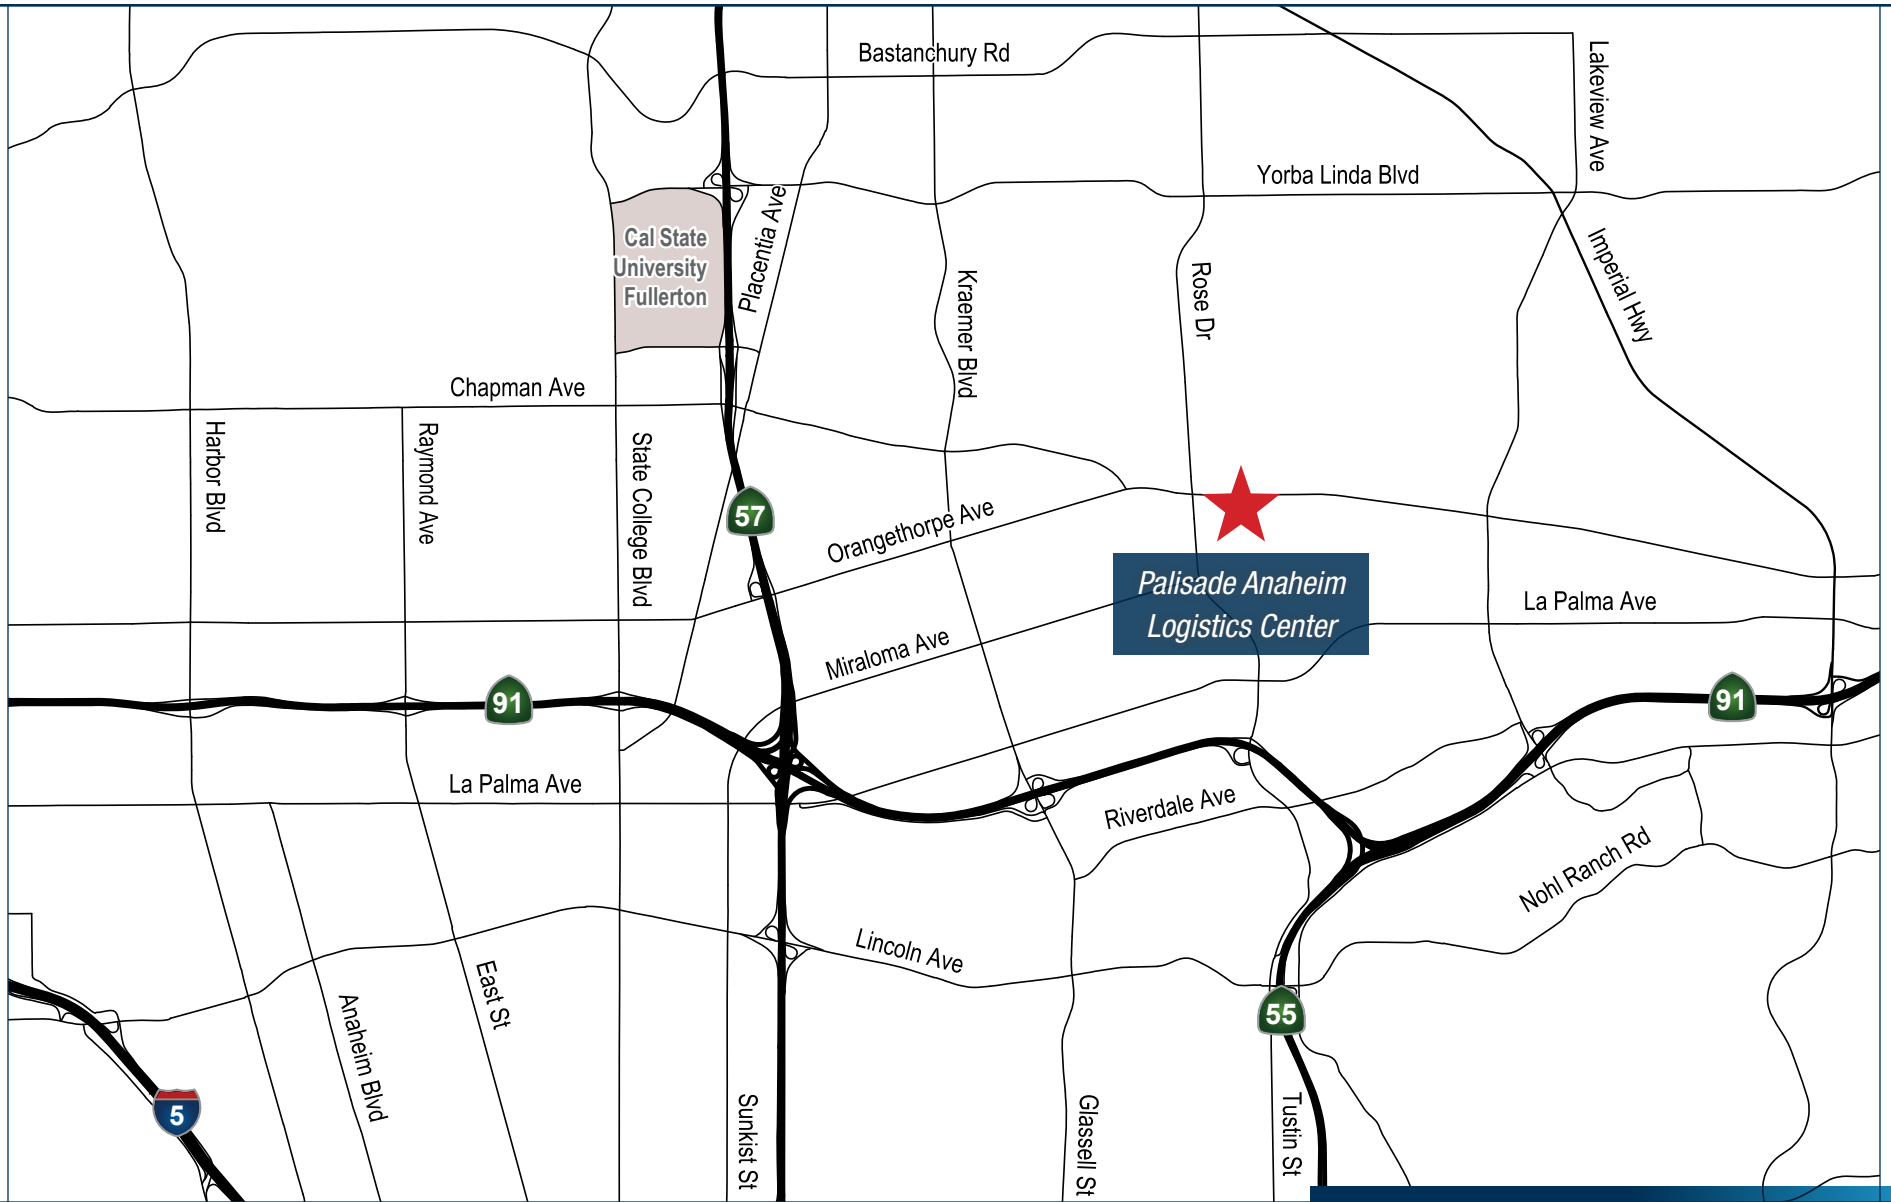 Bastanchury Rd
Lakeview Ave
Yorba Linda Blvd
Placentia Ave
Cal State
University
Fullerton
Imperial Hwy
Rose Dr
Kraemer Blvd
Chapman Ave
Harbor Blvd
Raymond Ave
State College Blvd
57
Orangethorpe Ave
Palisade Anaheim
Logistics Center
La Palma Ave
Miraloma Ave
91
91
La Palma Ave
Riverdale Ave
Nohl Ranch Rd
Lincoln Ave
East St
Anaheim Blvd
55
5
Sunkist St
Glassell St
Tustin St